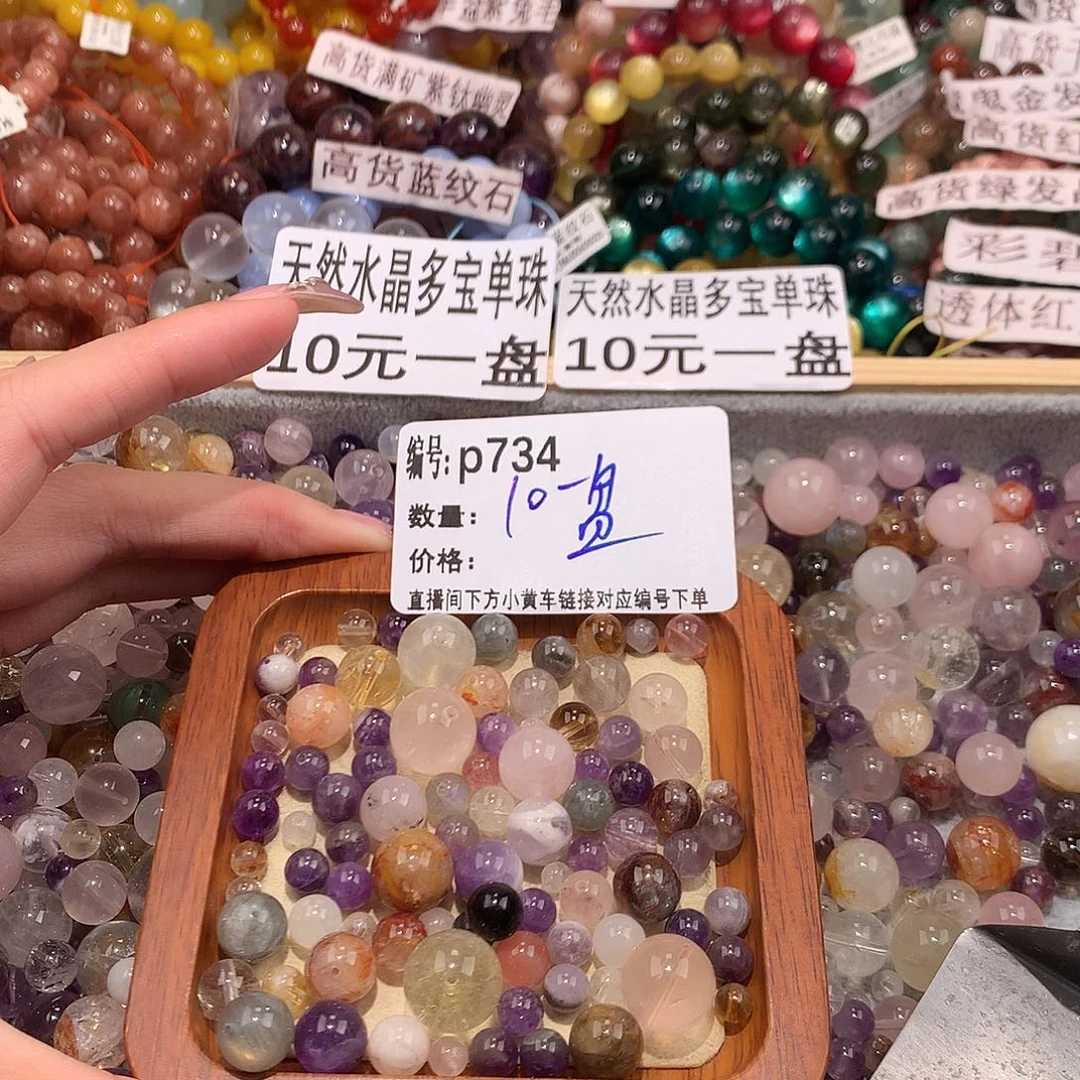 高货满矿紫钛幽灵
高货蓝纹石
高货绿发晶
彩碧
透体红
天然水晶多宝单珠
10元一盘
天然水晶多宝单珠
10元一盘
编号:p734
数量:10一盘
价格:
直播间下方小黄车链接对应编号下单